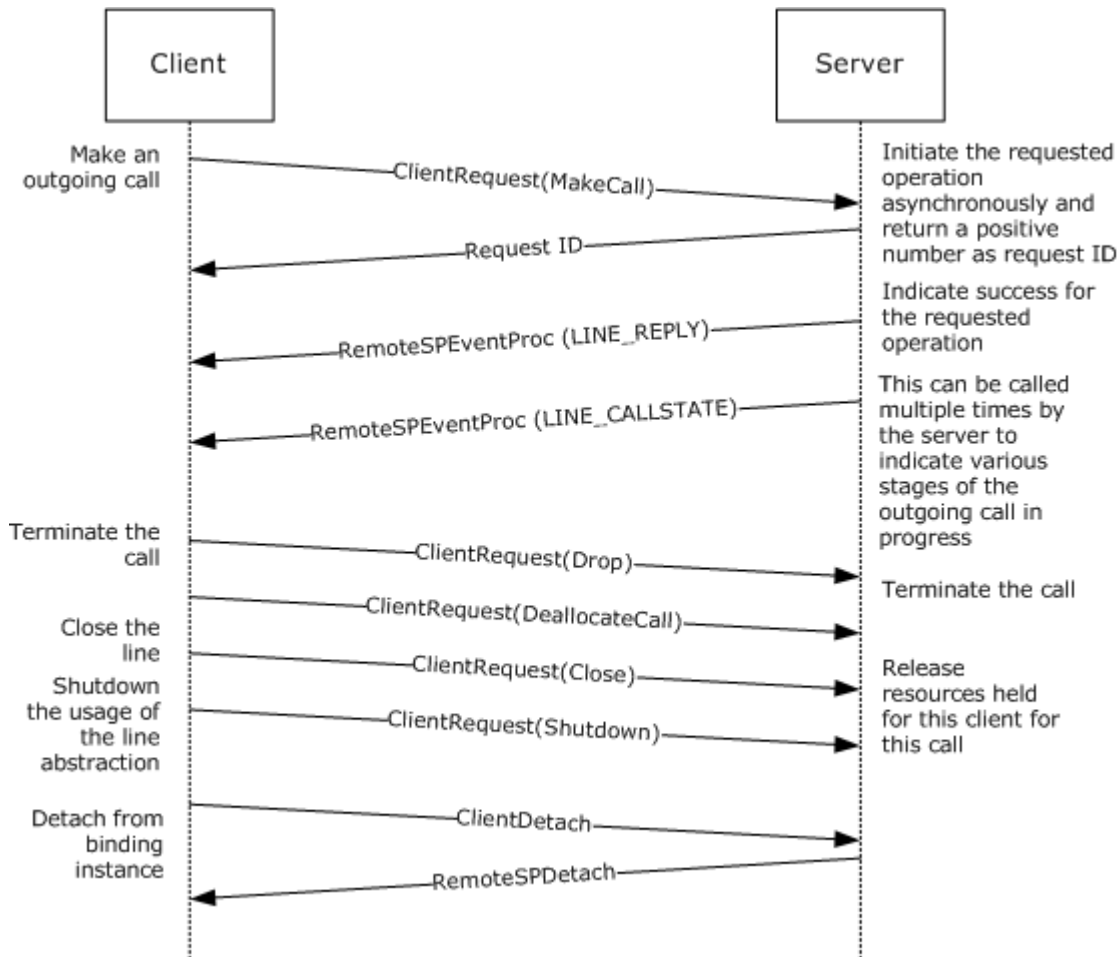 Client
Server
Make an
outgoing call
ClientRequest(MakeCall)
Initiate the requested
operation
asynchronously and
return a positive
number as request ID
Request ID
Indicate success for
the requested
operation
RemoteSPEventProc (LINE_REPLY)
This can be called
multiple times by
the server to
indicate various
stages of the
outgoing call in
progress
RemoteSPEventProc (LINE_CALLSTATE)
Terminate the
call
ClientRequest(Drop)
Terminate the call
ClientRequest(DeallocateCall)
Close the
line
ClientRequest(Close)
Release
resources held
for this client for
this call
Shutdown
the usage of
the line
abstraction
ClientRequest(Shutdown)
Detach from
binding
instance
ClientDetach
RemoteSPDetach